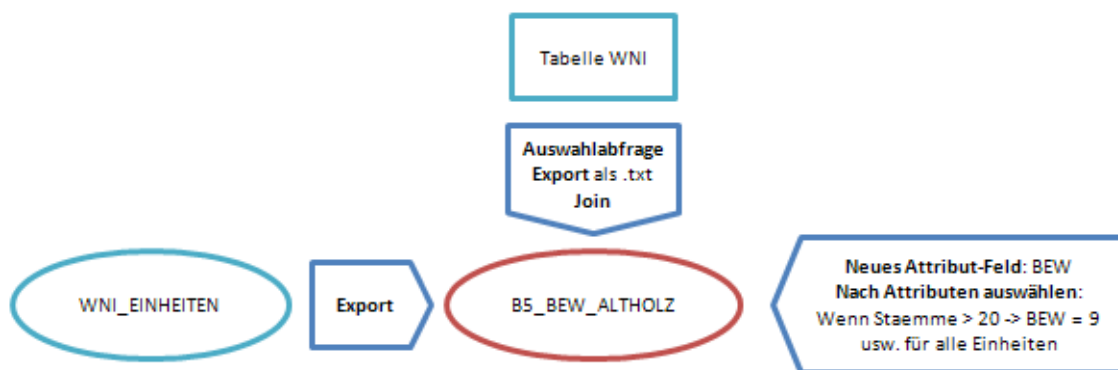 Tabelle WNI
Auswahlabfrage
Export als .txt
Join
WNI_EINHEITEN
Export
B5_BEW_ALTHOLZ
Neues Attribut-Feld: BEW
Nach Attributen auswählen:
Wenn Staemme > 20 -> BEW = 9
usw. für alle Einheiten